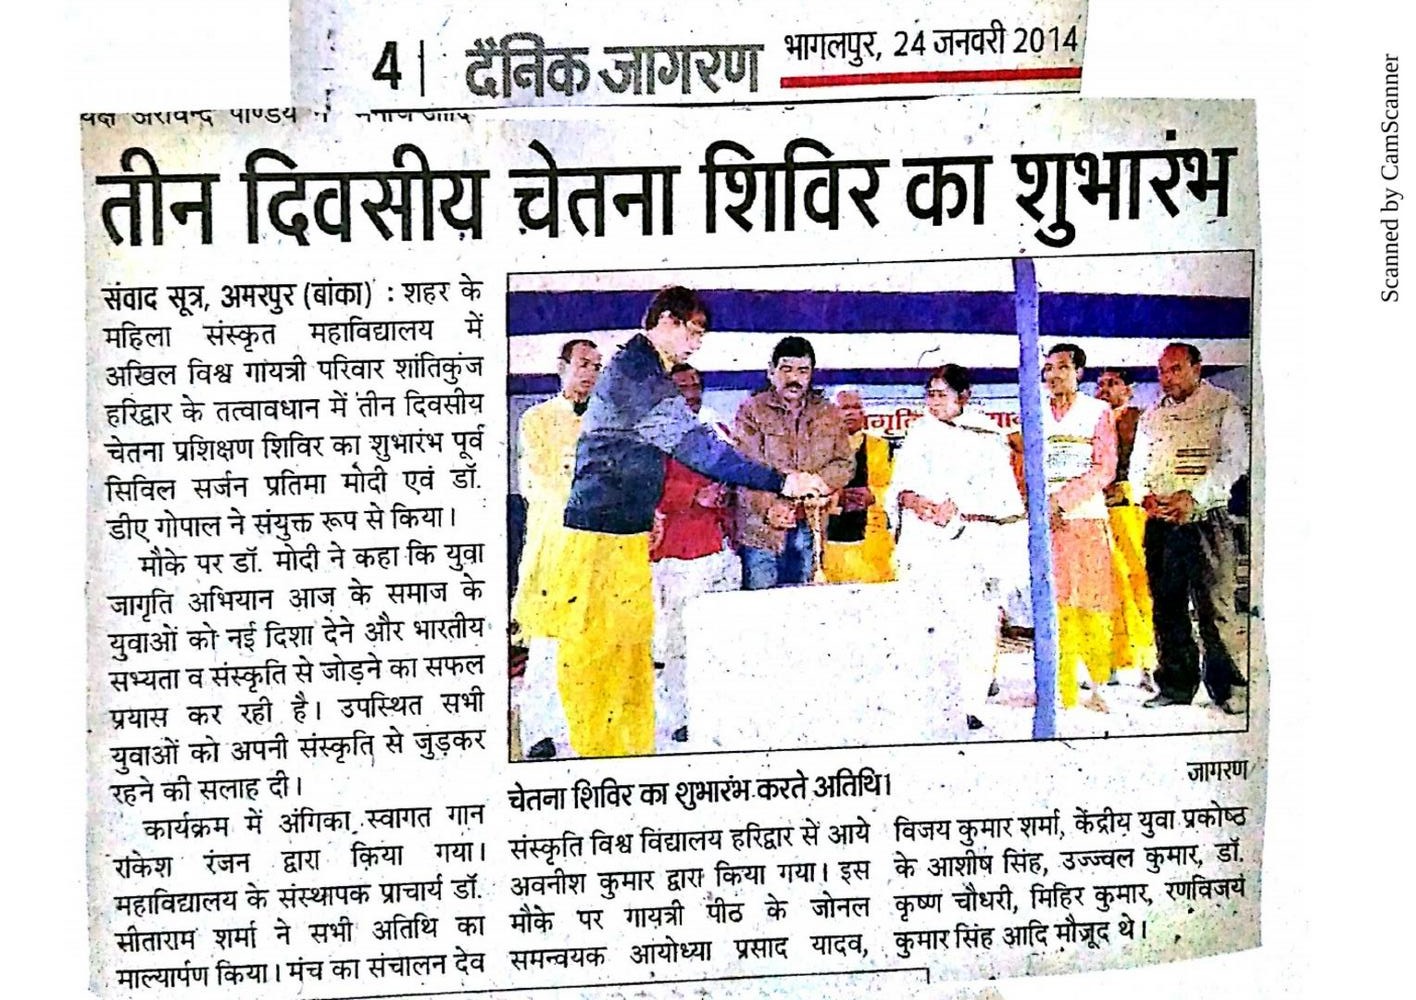 4 | दैनिक जागरण भागलपुर, 24 जनवरी 2014
तीन दिवसीय चेतना शिविर का शुभारंभ
संवाद सूत्र, अमरपुर (बांका) : शहर के
महिला संस्कृत महाविद्यालय में
अखिल विश्व गायत्री परिवार शांतिकुंज
हरिद्वार के तत्वावधान में तीन दिवसीय
चेतना प्रशिक्षण शिविर का शुभारंभ पूर्व
सिविल सर्जन प्रतिमा मोदी एवं डॉ.
डीए गोपाल ने संयुक्त रूप से किया।
मौके पर डॉ. मोदी ने कहा कि युवा
जागृति अभियान आज के समाज के
युवाओं को नई दिशा देने और भारतीय
सभ्यता व संस्कृति से जोड़ने का सफल
प्रयास कर रही है। उपस्थित सभी
युवाओं को अपनी संस्कृति से जुड़कर
रहने की सलाह दी।
कार्यक्रम में अंगिका स्वागत गान
राकेश रंजन द्वारा किया गया।
महाविद्यालय के संस्थापक प्राचार्य डॉ.
सीताराम शर्मा ने सभी अतिथि का
माल्यार्पण किया। मंच का संचालन देव
जागरण
चेतना शिविर का शुभारंभ करते अतिथि।
संस्कृति विश्व विद्यालय हरिद्वार से आये
अवनीश कुमार द्वारा किया गया। इस
मौके पर गायत्री पीठ के जोनल
समन्वयक आयोध्या प्रसाद यादव,
विजय कुमार शर्मा, केंद्रीय युवा प्रकोष्ठ
के आशीष सिंह, उज्ज्वल कुमार, डॉ.
कृष्ण चौधरी, मिहिर कुमार, रणविजय
कुमार सिंह आदि मौजूद थे।
Scanned by CamScanner